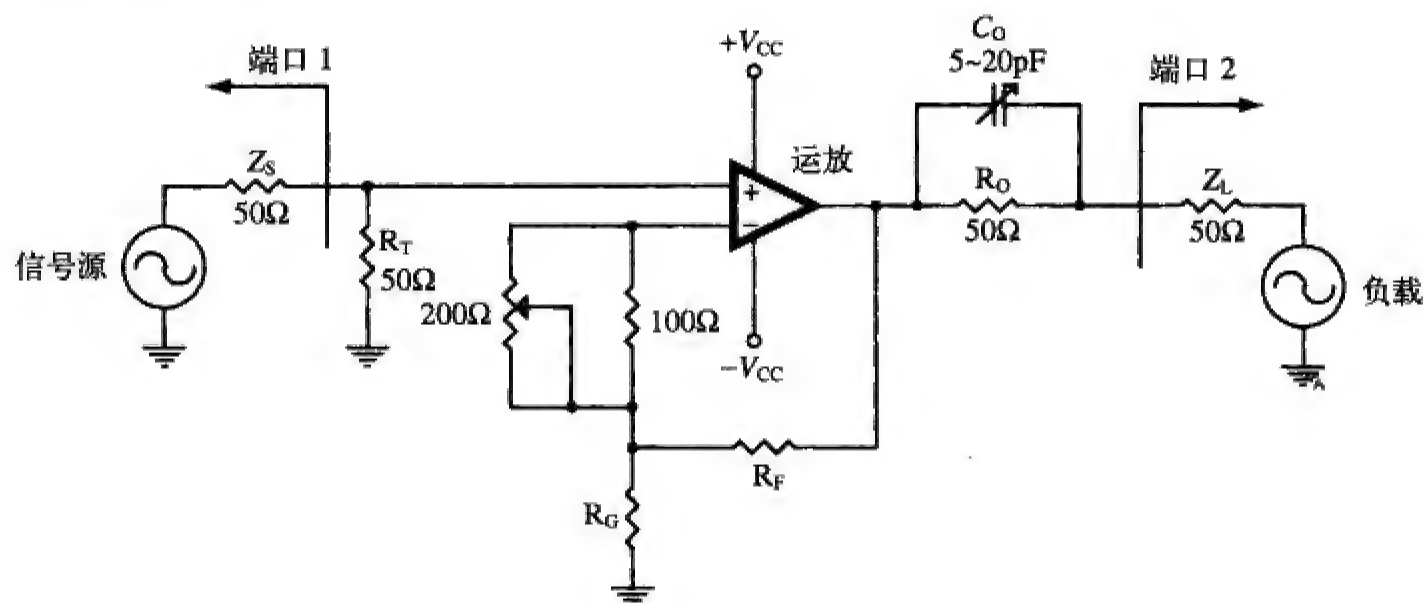 端口 1
Z_S
50Ω
信号源
R_T
50Ω
200Ω
100Ω
+V_CC
+
−
运放
−V_CC
R_F
R_G
C_O
5~20pF
R_O
50Ω
端口 2
Z_L
50Ω
负载